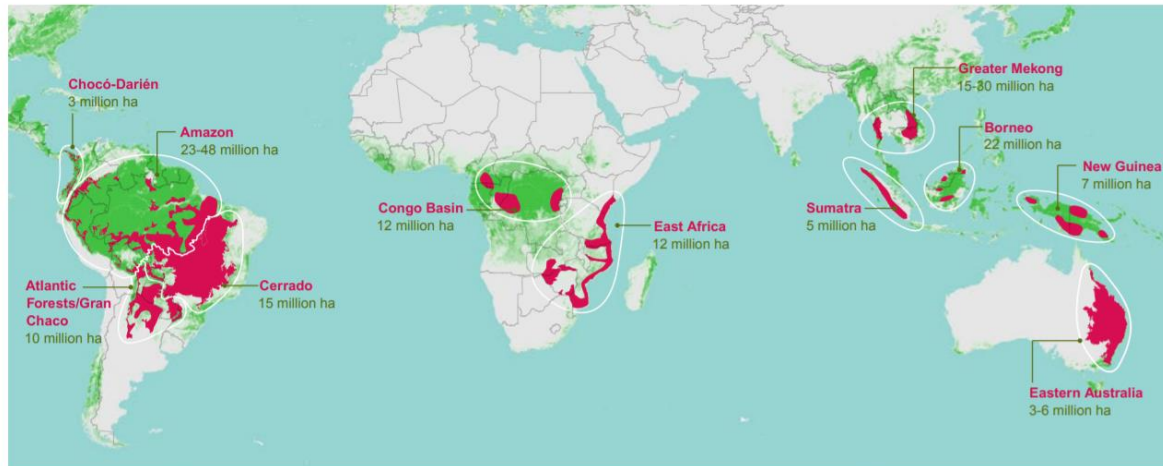 Chocó-Darién
3 million ha
Amazon
23-48 million ha
Atlantic
Forests/Gran
Chaco
10 million ha
Cerrado
15 million ha
Congo Basin
12 million ha
East Africa
12 million ha
Greater Mekong
15-30 million ha
Borneo
22 million ha
Sumatra
5 million ha
New Guinea
7 million ha
Eastern Australia
3-6 million ha